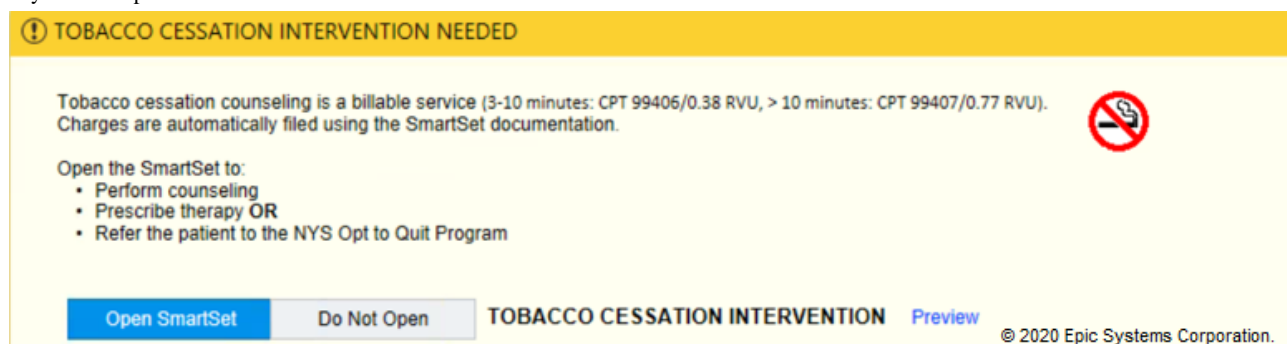 TOBACCO CESSATION INTERVENTION NEEDED
Tobacco cessation counseling is a billable service (3-10 minutes: CPT 99406/0.38 RVU, > 10 minutes: CPT 99407/0.77 RVU).
Charges are automatically filed using the SmartSet documentation.
Open the SmartSet to:
• Perform counseling
• Prescribe therapy OR
• Refer the patient to the NYS Opt to Quit Program
Open SmartSet Do Not Open TOBACCO CESSATION INTERVENTION Preview
© 2020 Epic Systems Corporation.